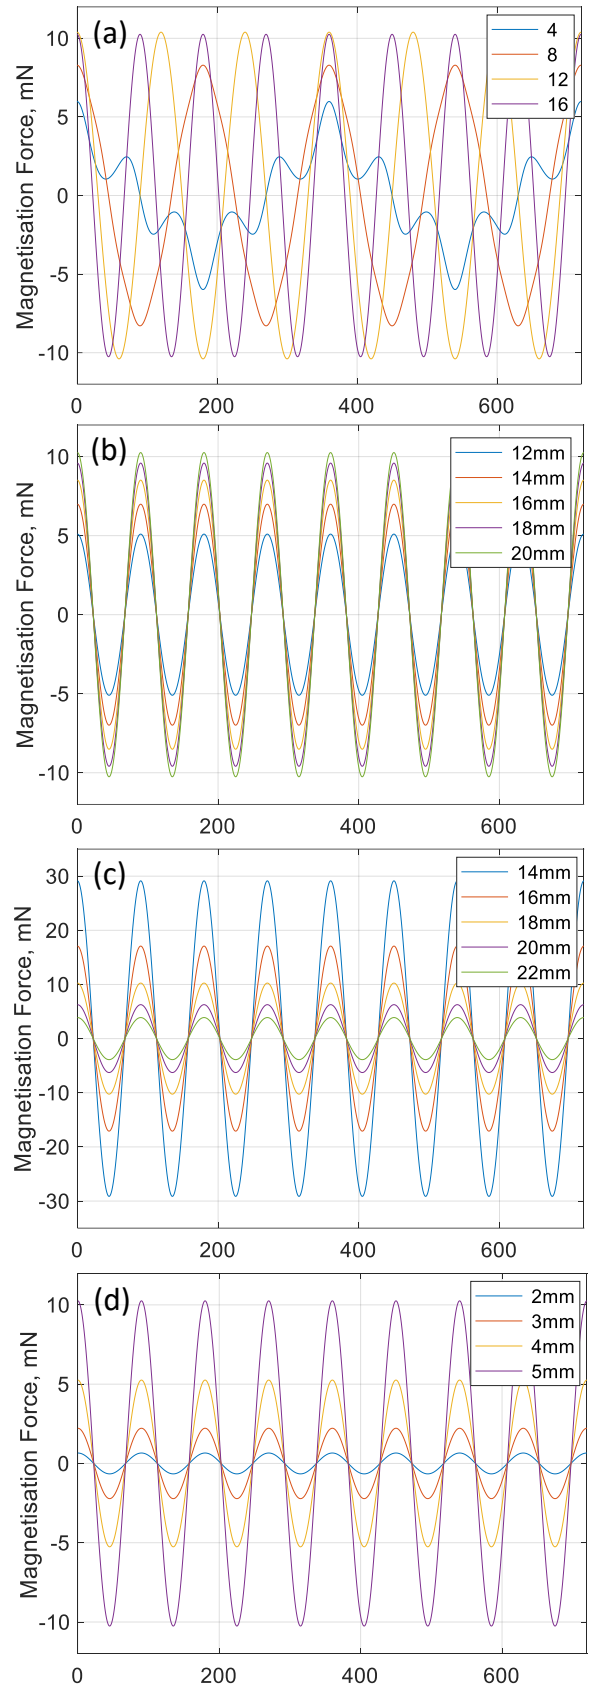 (a)
4
8
12
16
10
5
0
-5
-10
Magnetisation Force, mN
0
200
400
600
(b)
12mm
14mm
16mm
18mm
20mm
10
5
0
-5
-10
Magnetisation Force, mN
0
200
400
600
(c)
14mm
16mm
18mm
20mm
22mm
30
20
10
0
-10
-20
-30
Magnetisation Force, mN
0
200
400
600
(d)
2mm
3mm
4mm
5mm
10
5
0
-5
-10
Magnetisation Force, mN
0
200
400
600